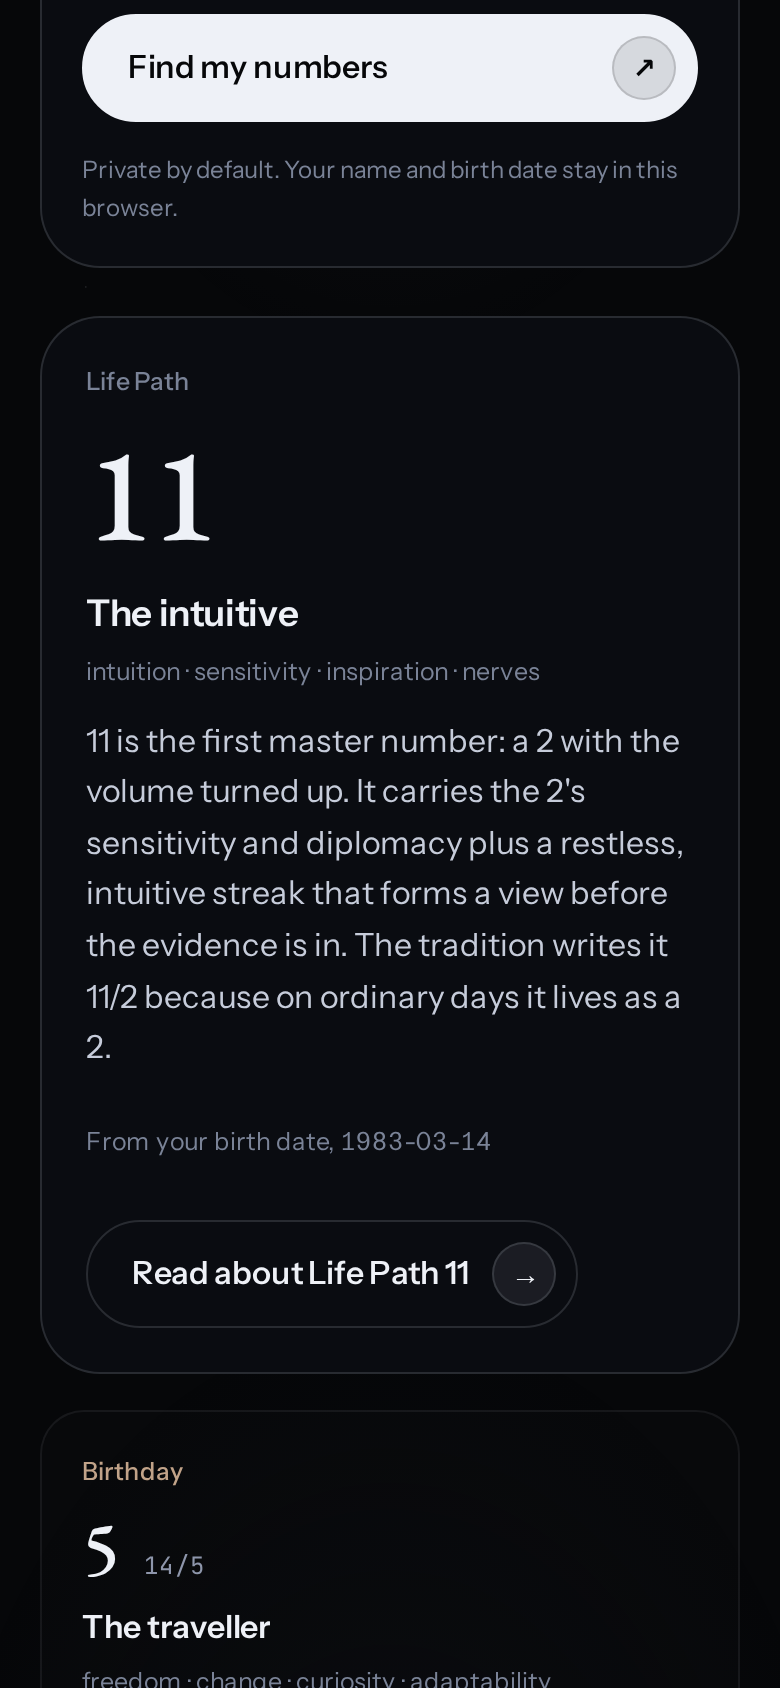 Find my numbers ↗
Private by default. Your name and birth date stay in this
browser.
Life Path
11
The intuitive
intuition · sensitivity · inspiration · nerves
11 is the first master number: a 2 with the
volume turned up. It carries the 2's
sensitivity and diplomacy plus a restless,
intuitive streak that forms a view before
the evidence is in. The tradition writes it
11/2 because on ordinary days it lives as a
2.
From your birth date, 1983-03-14
Read about Life Path 11 →
Birthday
5 14/5
The traveller
freedom · change · curiosity · adaptability